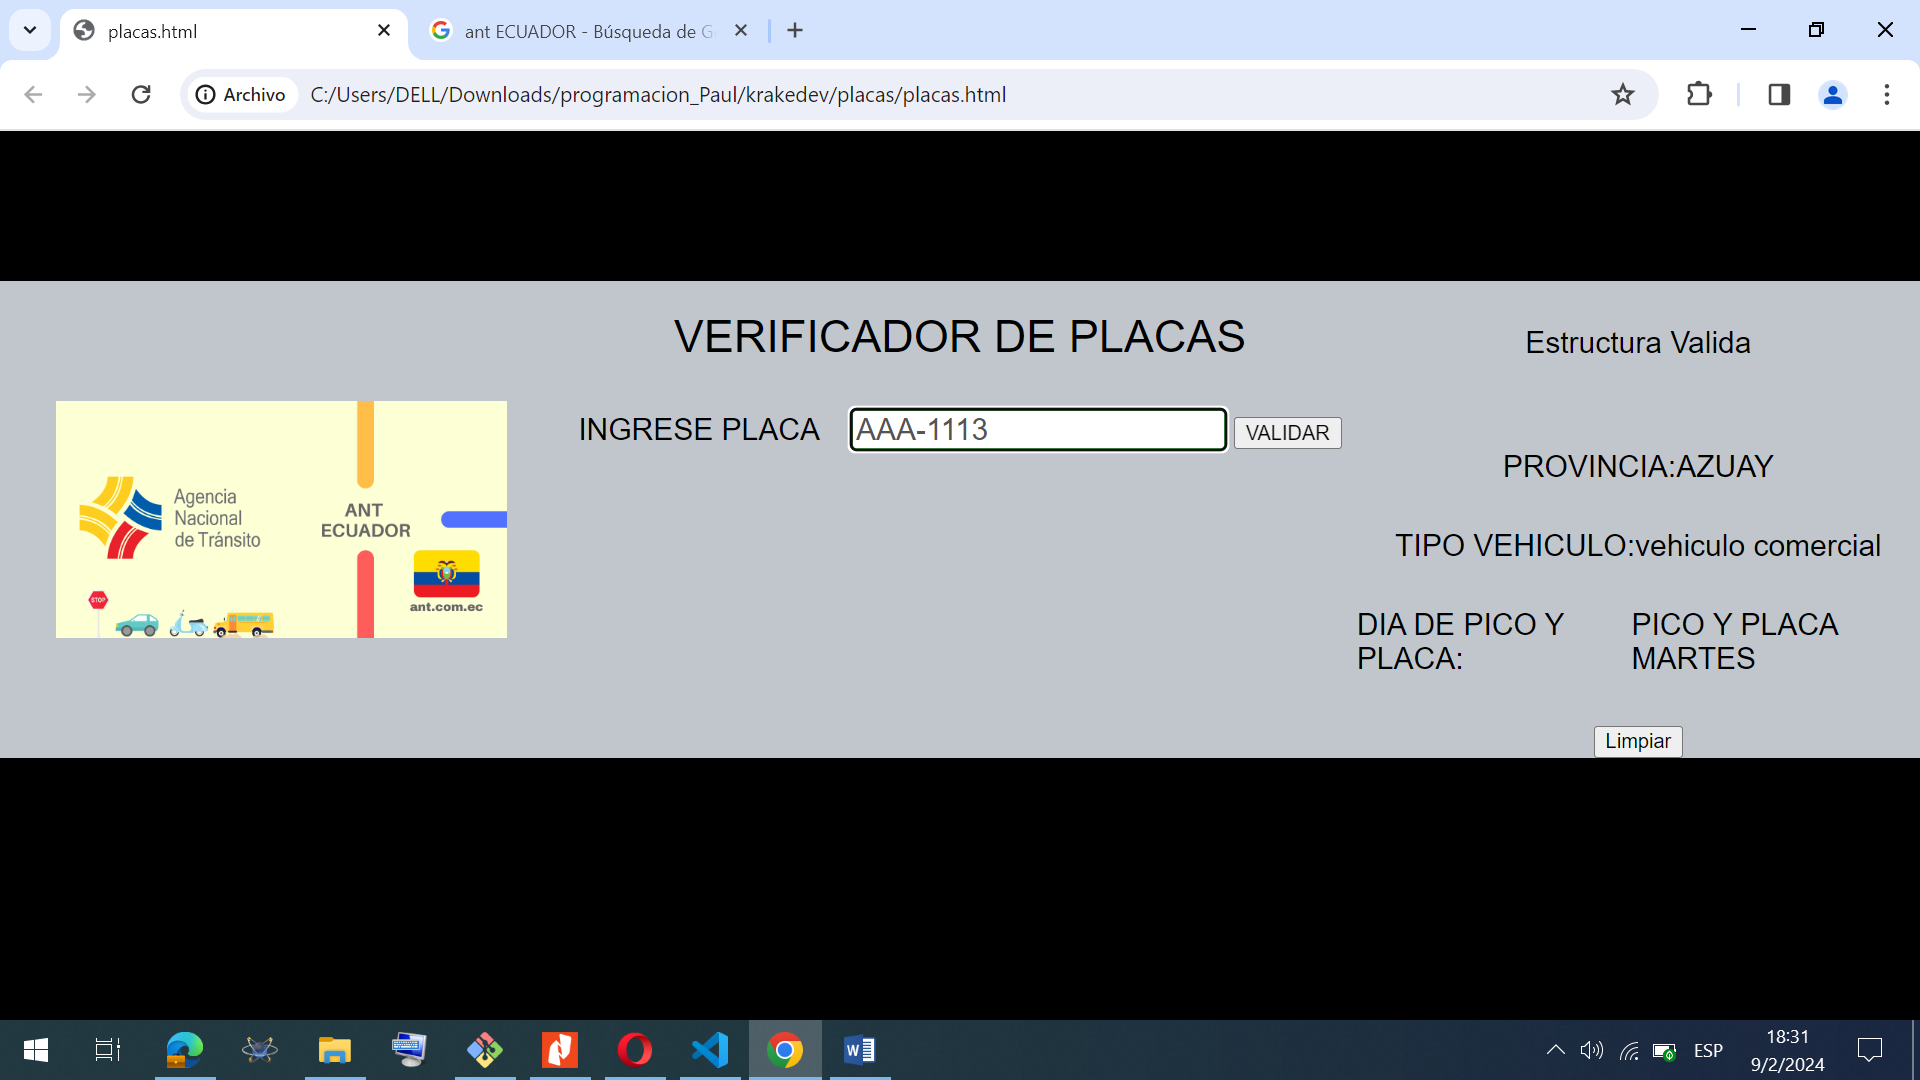 placas.html
ant ECUADOR - Búsqueda de G
Archivo
C:/Users/DELL/Downloads/programacion_Paul/krakedev/placas/placas.html
VERIFICADOR DE PLACAS
Estructura Valida
INGRESE PLACA
AAA-1113
VALIDAR
PROVINCIA:AZUAY
TIPO VEHICULO:vehiculo comercial
DIA DE PICO Y
PLACA:
PICO Y PLACA
MARTES
Limpiar
Agencia
Nacional
de Tránsito
ANT
ECUADOR
STOP
ant.com.ec
ESP
18:31
9/2/2024